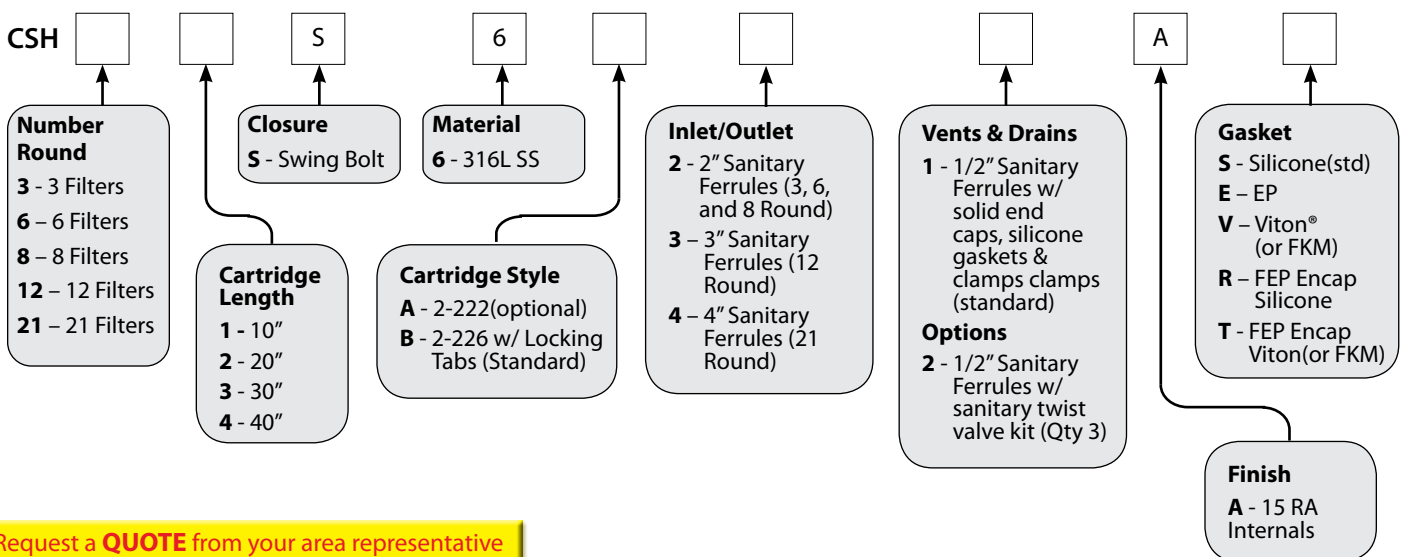 CSH S 6 A
Number
Round
3 - 3 Filters
6 – 6 Filters
8 – 8 Filters
12 – 12 Filters
21 – 21 Filters
Cartridge
Length
1 - 10”
2 - 20”
3 - 30”
4 - 40”
Closure
S - Swing Bolt
Material
6 - 316L SS
Cartridge Style
A - 2-222(optional)
B - 2-226 w/ Locking
Tabs (Standard)
Inlet/Outlet
2 - 2” Sanitary
Ferrules (3, 6,
and 8 Round)
3 – 3” Sanitary
Ferrules (12
Round)
4 – 4” Sanitary
Ferrules (21
Round)
Vents & Drains
1 - 1/2” Sanitary
Ferrules w/
solid end
caps, silicone
gaskets &
clamps clamps
(standard)
Options
2 - 1/2” Sanitary
Ferrules w/
sanitary twist
valve kit (Qty 3)
Finish
A - 15 RA
Internals
Gasket
S - Silicone(std)
E – EP
V – Viton®
(or FKM)
R – FEP Encap
Silicone
T - FEP Encap
Viton(or FKM)
Request a QUOTE from your area representative